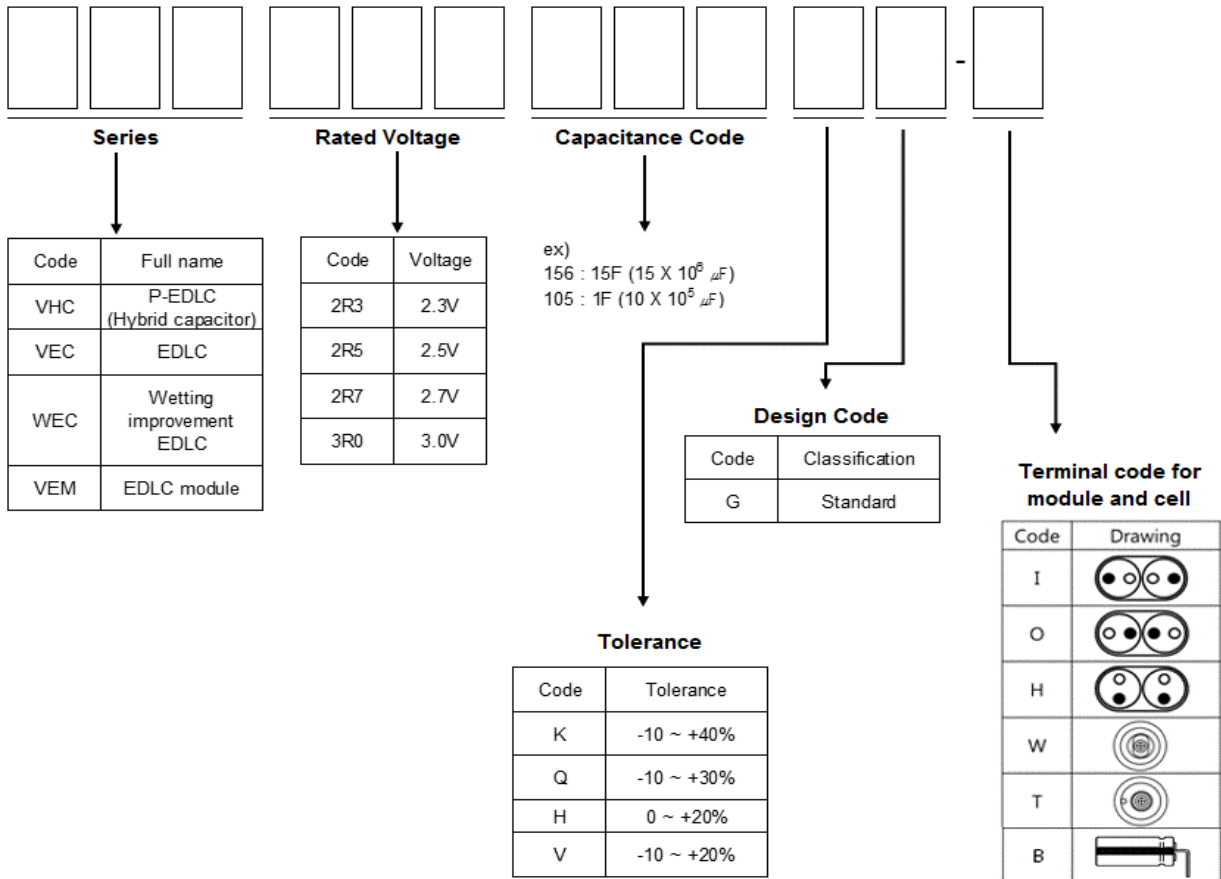 -
Series
Rated Voltage
Capacitance Code
Code Full name
VHC P-EDLC
(Hybrid capacitor)
VEC EDLC
WEC Wetting
improvement
EDLC
VEM EDLC module
Code Voltage
2R3 2.3V
2R5 2.5V
2R7 2.7V
3R0 3.0V
ex)
156 : 15F (15 X 10⁶ ㎌)
105 : 1F (10 X 10⁵ ㎌)
Design Code
Code Classification
G Standard
Tolerance
Code Tolerance
K -10 ~ +40%
Q -10 ~ +30%
H 0 ~ +20%
V -10 ~ +20%
Terminal code for
module and cell
Code Drawing
I
O
H
W
T
B